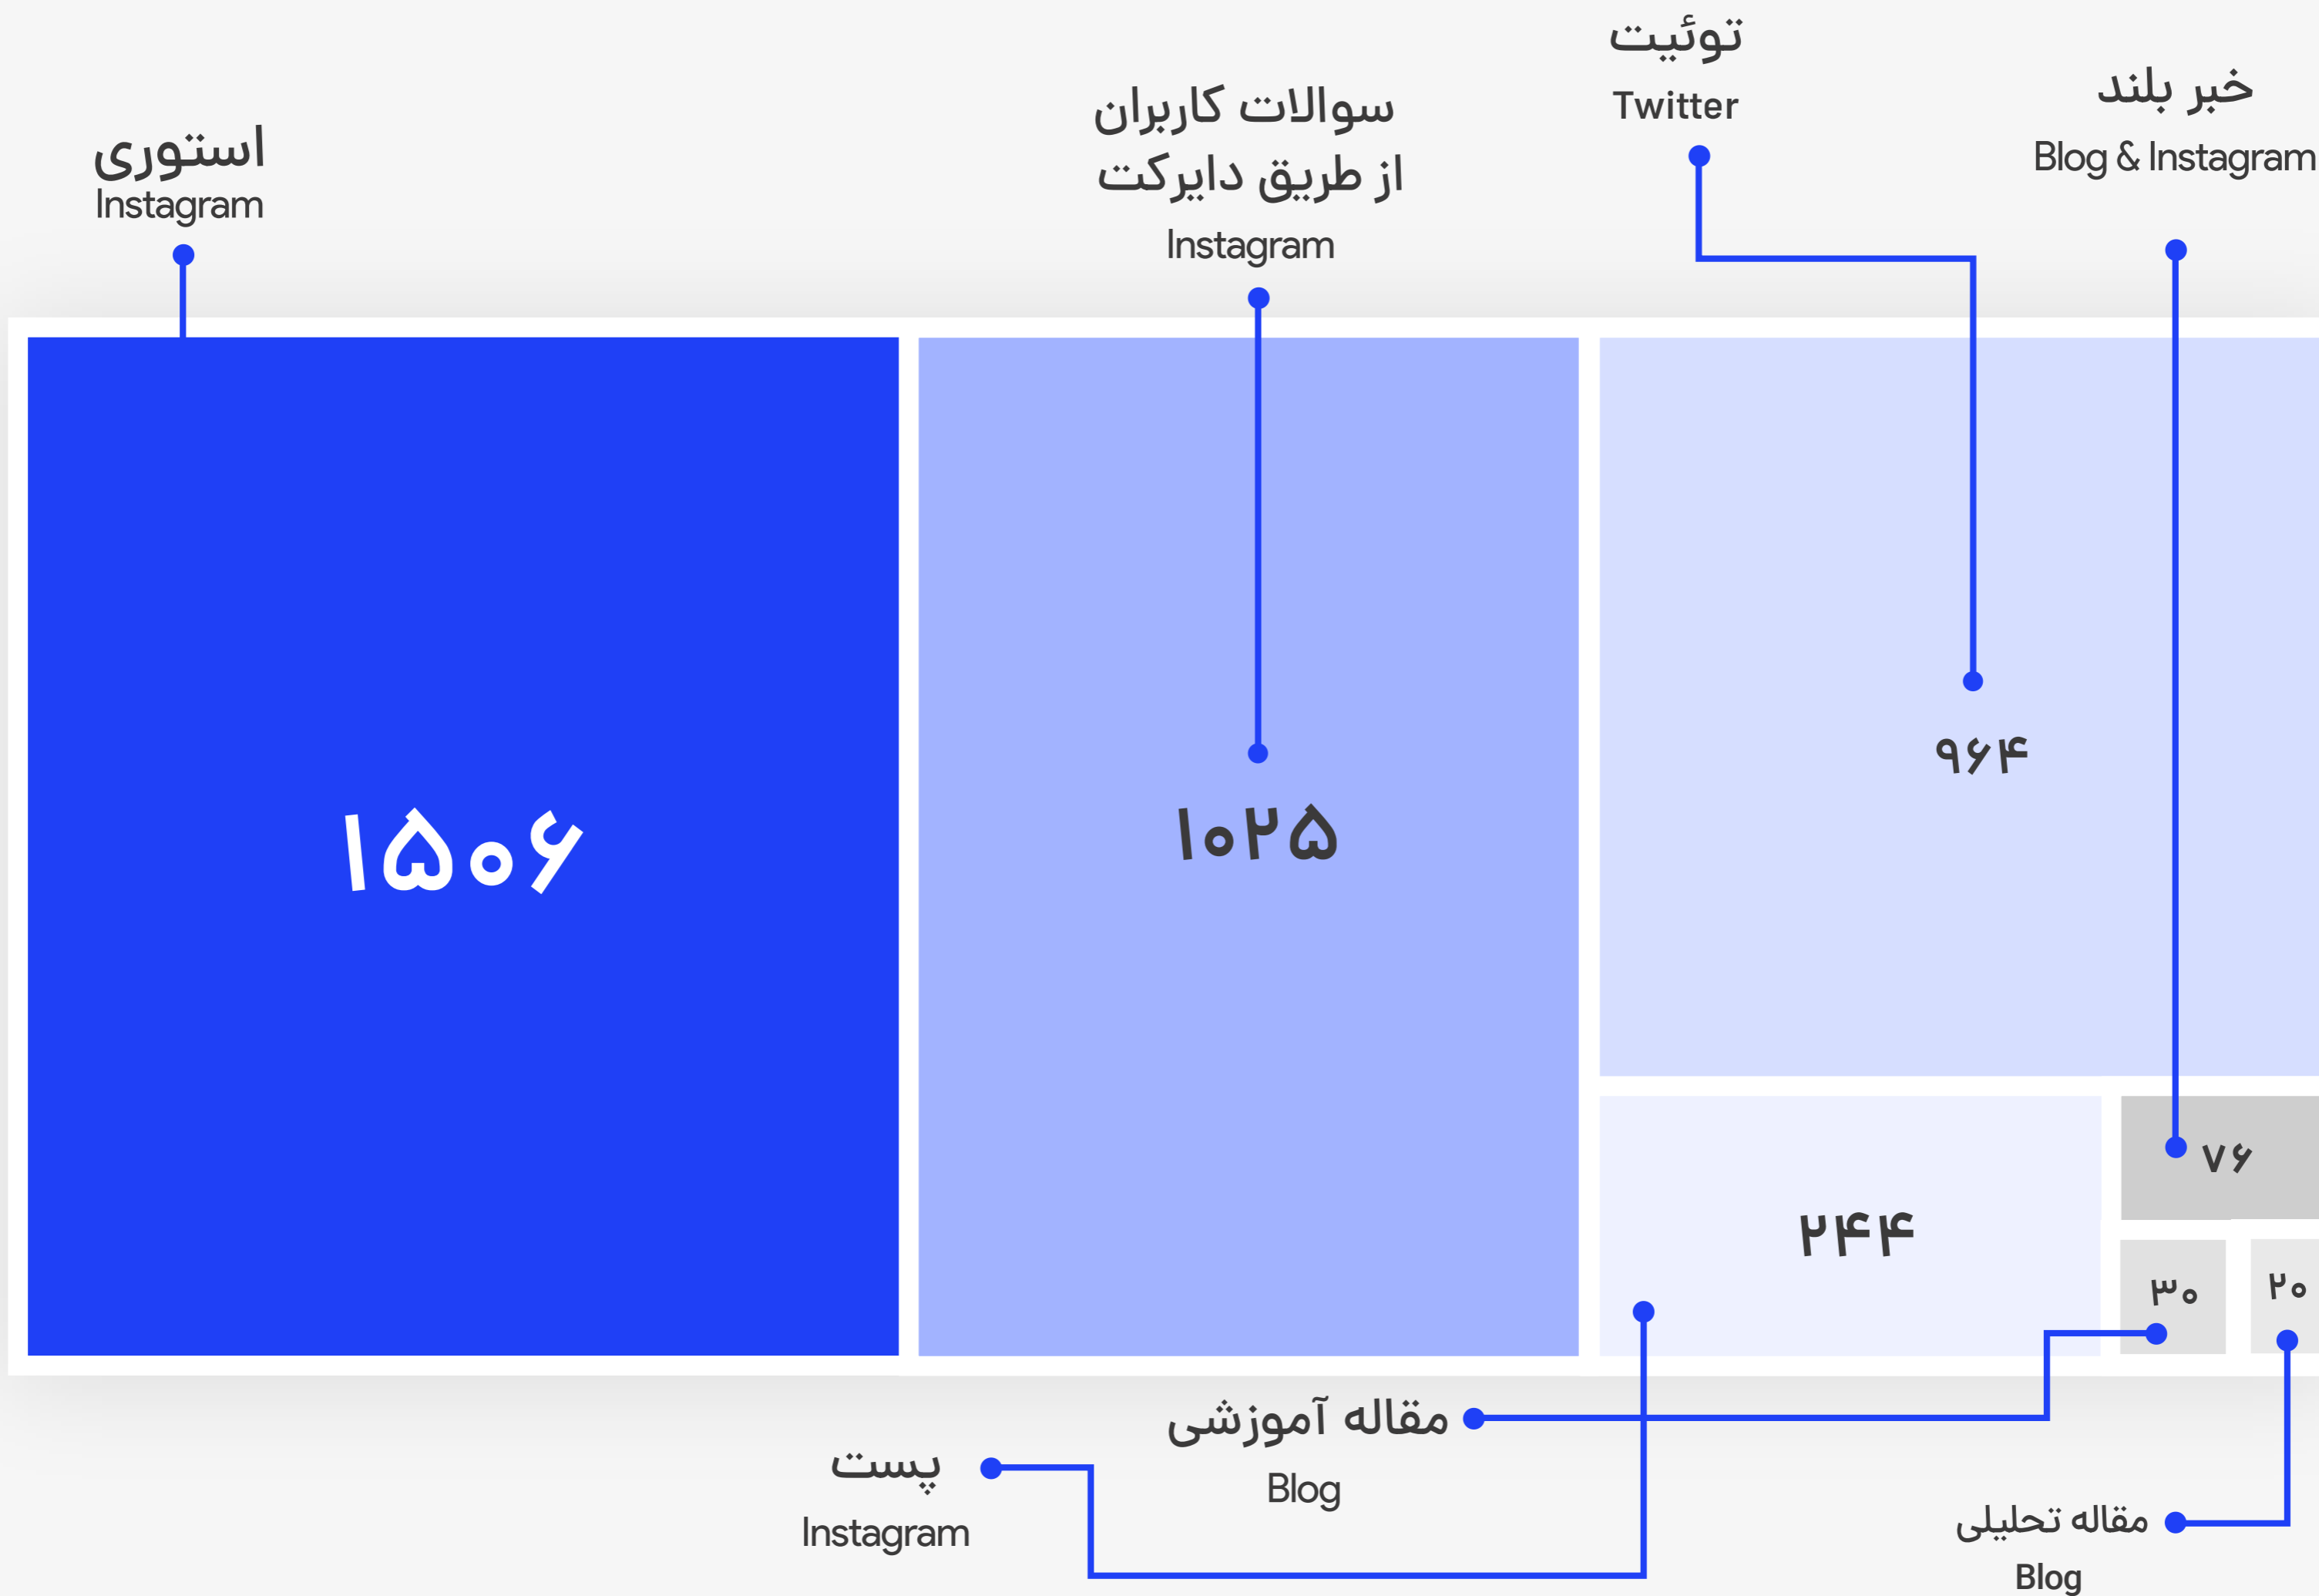 توئیت
Twitter
خبر بلند
Blog & Instagram
سوالات کاربران
از طریق دایرکت
Instagram
استوری
Instagram
۱۵۰۶
۱۰۲۵
۹۶۴
۷۶
۲۴۴
۳۰
۲۰
مقاله آموزشی
Blog
پست
Instagram
مقاله تحلیلی
Blog